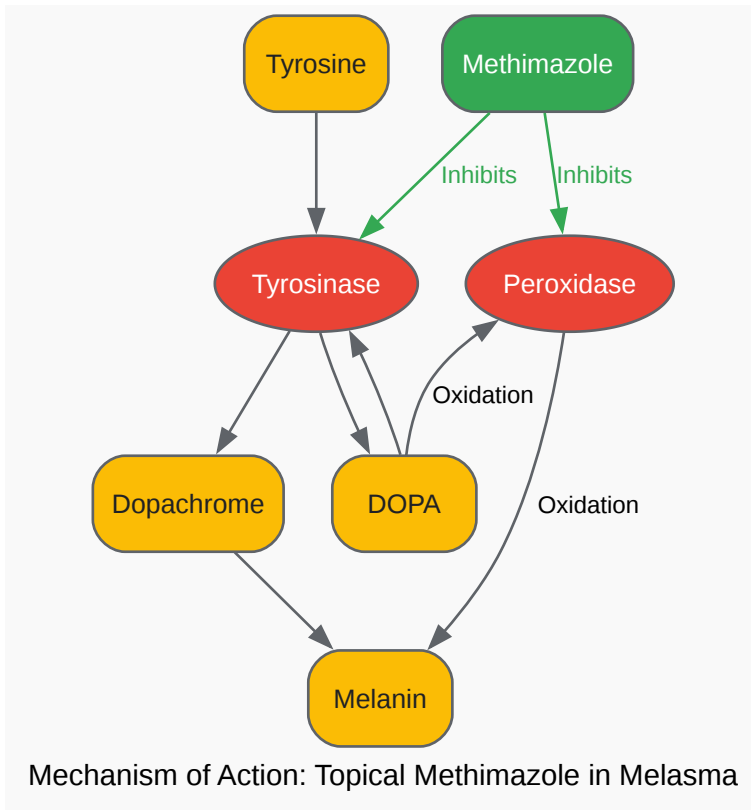 Tyrosine
Methimazole
Inhibits
Inhibits
Tyrosinase
Peroxidase
Oxidation
Dopachrome
DOPA
Oxidation
Melanin
Mechanism of Action: Topical Methimazole in Melasma